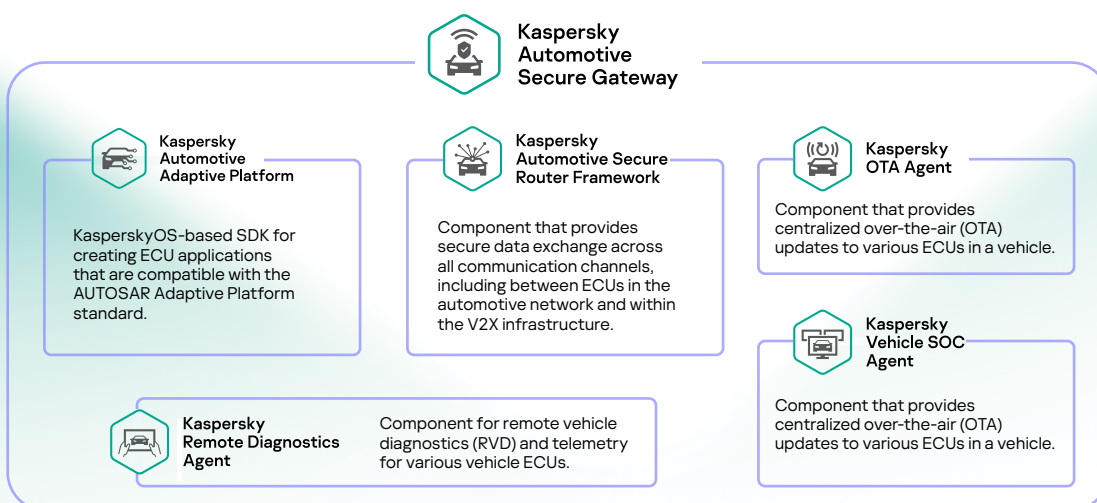 Kaspersky
Automotive
Secure Gateway
Kaspersky
Automotive
Adaptive Platform
KasperskyOS-based SDK for
creating ECU applications
that are compatible with the
AUTOSAR Adaptive Platform
standard.
Kaspersky
Automotive Secure
Router Framework
Component that provides
secure data exchange across
all communication channels,
including between ECUs in the
automotive network and within
the V2X infrastructure.
Kaspersky
OTA Agent
Component that provides
centralized over-the-air (OTA)
updates to various ECUs in a vehicle.
Kaspersky
Vehicle SOC
Agent
Component that provides
centralized over-the-air (OTA)
updates to various ECUs in a vehicle.
Kaspersky
Remote Diagnostics
Agent
Component for remote vehicle
diagnostics (RVD) and telemetry
for various vehicle ECUs.